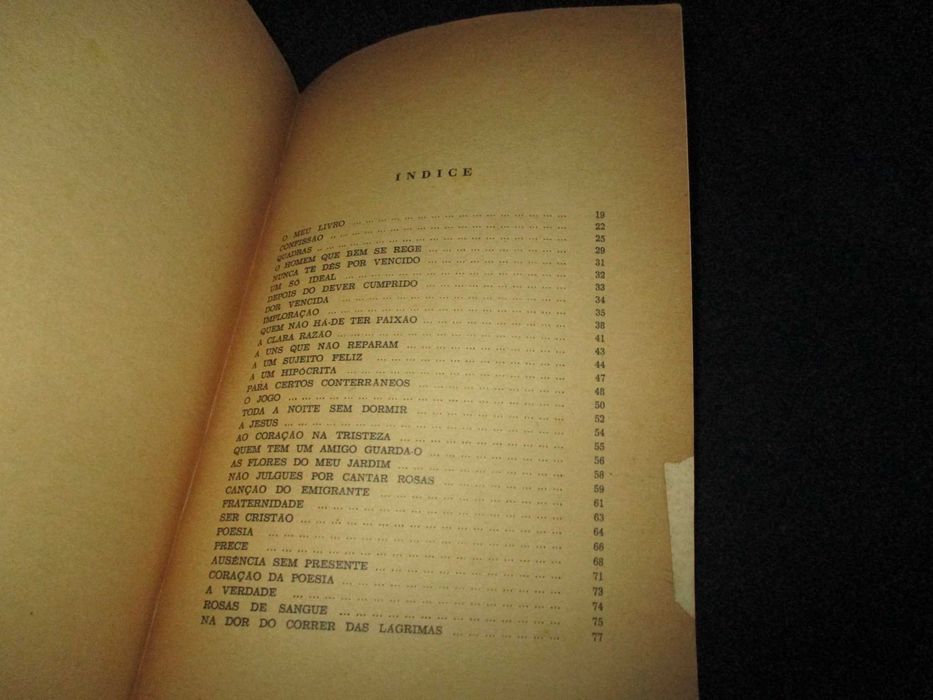 ÍNDICE
O MEU LIVRO ... 19
CONFISSÃO ... 22
QUADRAS ... 25
O HOMEM QUE BEM SE REGE ... 29
NUNCA TE DÊS POR VENCIDO ... 31
UM SÓ IDEAL ... 32
DEPOIS DO DEVER CUMPRIDO ... 33
DOR VENCIDA ... 34
IMPLORAÇÃO ... 35
QUEM NÃO HÁ-DE TER PAIXÃO ... 38
A CLARA RAZÃO ... 41
A UNS QUE NÃO REPARAM ... 43
A UM SUJEITO FELIZ ... 44
A UM HIPÓCRITA ... 47
PARA CERTOS CONTERRÂNEOS ... 48
O JOGO ... 50
TODA A NOITE SEM DORMIR ... 52
A JESUS ... 54
AO CORAÇÃO NA TRISTEZA ... 55
QUEM TEM UM AMIGO GUARDA-O ... 56
AS FLORES DO MEU JARDIM ... 58
NÃO JULGUES POR CANTAR ROSAS ... 59
CANÇÃO DO EMIGRANTE ... 61
FRATERNIDADE ... 63
SER CRISTÃO ... 64
POESIA ... 66
PRECE ... 68
AUSÊNCIA SEM PRESENTE ... 71
CORAÇÃO DA POESIA ... 73
A VERDADE ... 74
ROSAS DE SANGUE ... 75
NA DOR DO CORRER DAS LÁGRIMAS ... 77